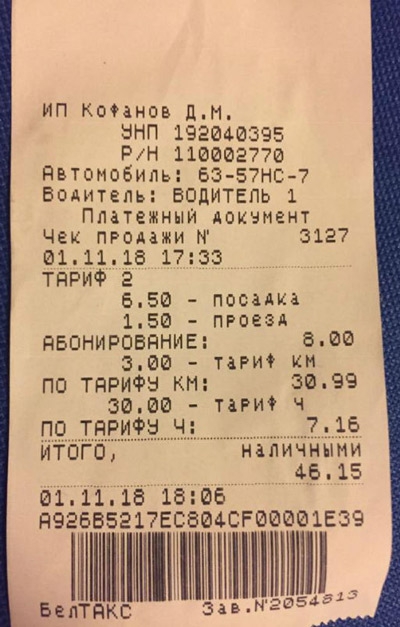 ИП Кофанов Д.М.
УНП 192040395
Р/Н 110002770
Автомобиль: 63-57НС-7
Водитель: ВОДИТЕЛЬ 1
Платежный документ
Чек продажи № 3127
01.11.18 17:33
ТАРИФ 2
6.50 - посадка
1.50 - проезд
АБОНИРОВАНИЕ: 8.00
3.00 - тариф км
ПО ТАРИФУ КМ: 30.99
30.00 - тариф ч
ПО ТАРИФУ Ч: 7.16
ИТОГО, наличными
46.15
01.11.18 18:06
A926B5217EC804CF00001E39
БелТАКС Зав.№2054813